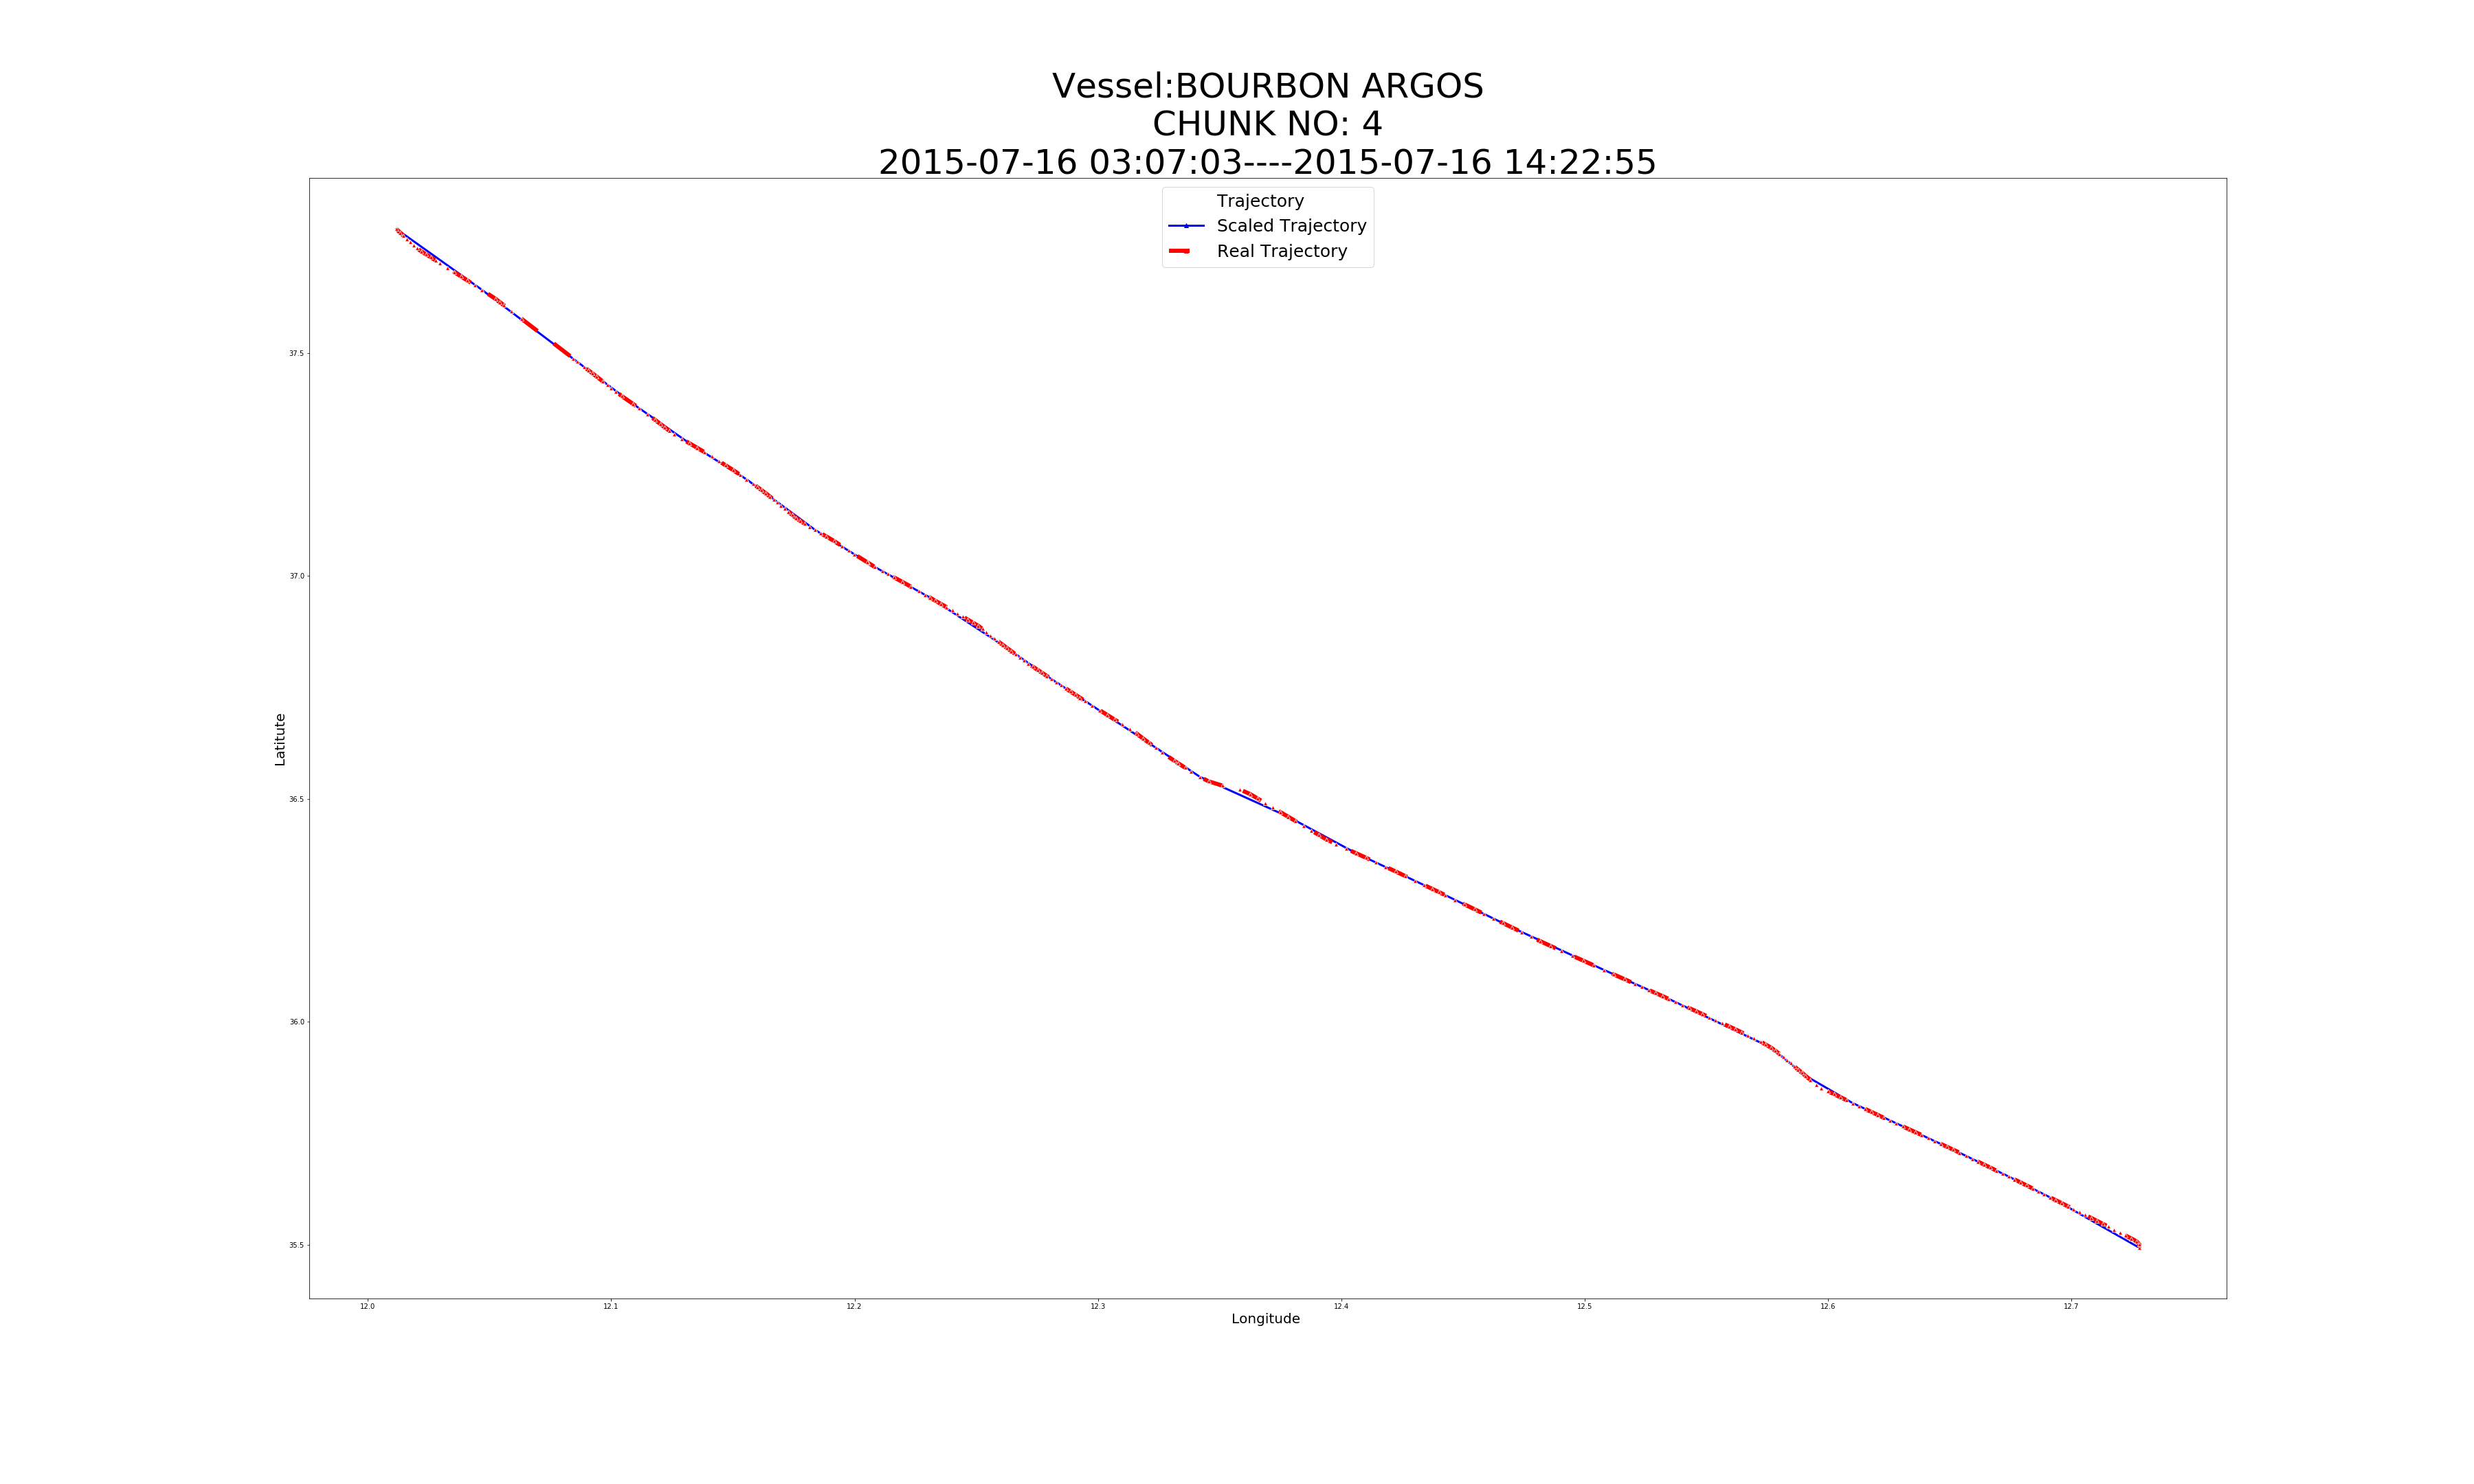 Vessel:BOURBON ARGOS
CHUNK NO: 4
2015-07-16 03:07:03----2015-07-16 14:22:55
Trajectory
Scaled Trajectory
Real Trajectory
37.5
37.0
36.5
36.0
35.5
Latitute
12.0 12.1 12.2 12.3 12.4 12.5 12.6 12.7
Longitude